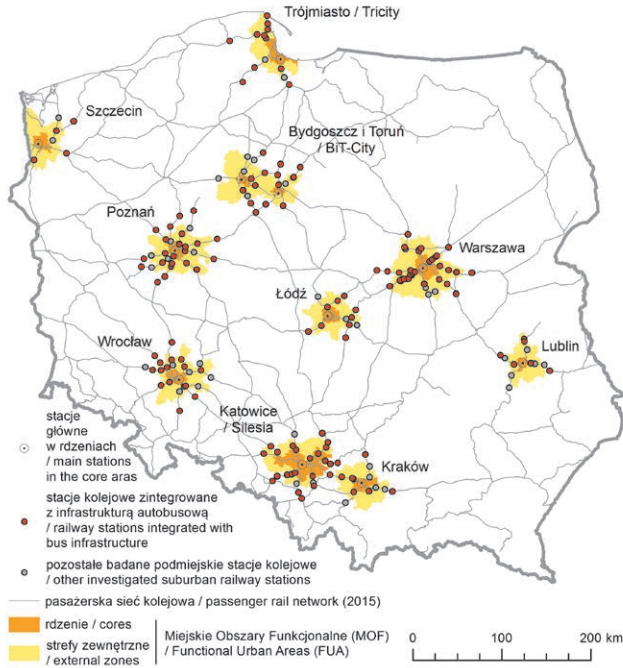 Trójmiasto / Tricity
Szczecin
Bydgoszcz i Toruń
/ BiT-City
Poznań
Warszawa
Łódź
Wrocław
Lublin
Katowice
/ Silesia
Kraków
stacje
główne
w rdzeniach
/ main stations
in the core aras
stacje kolejowe zintegrowane
z infrastrukturą autobusową
/ railway stations integrated with
bus infrastructure
pozostałe badane podmiejskie stacje kolejowe
/ other investigated suburban railway stations
pasażerska sieć kolejowa / passenger rail network (2015)
rdzenie / cores
strefy zewnętrzne
/ external zones
Miejskie Obszary Funkcjonalne (MOF)
/ Functional Urban Areas (FUA)
0 100 200 km